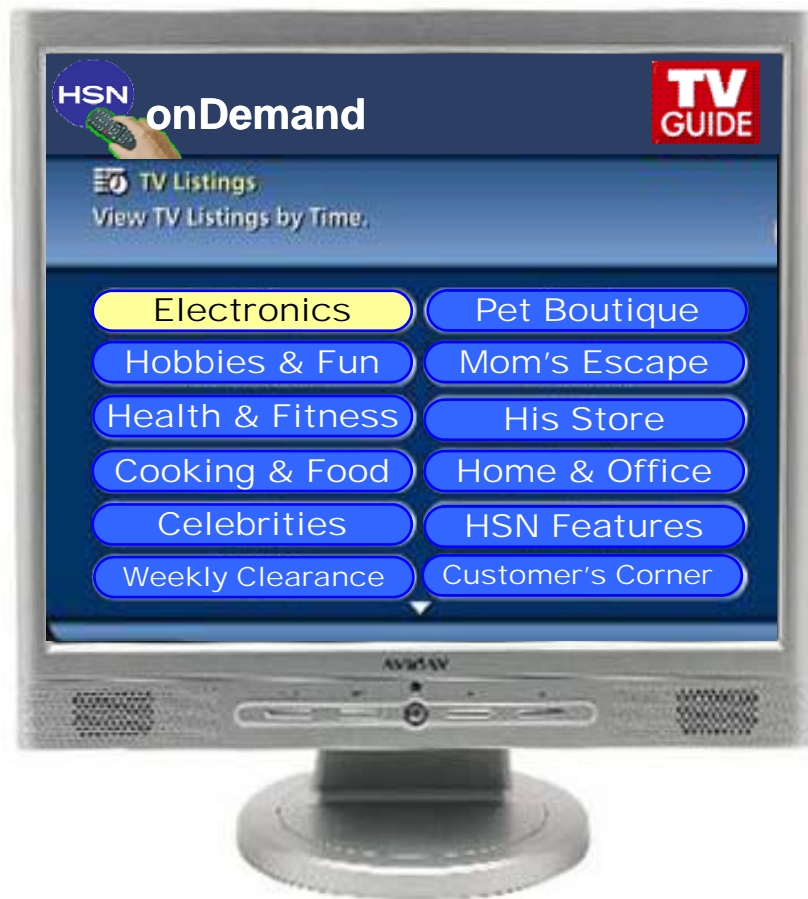 HSN
onDemand
TV
GUIDE
TV Listings
View TV Listings by Time.
Electronics
Pet Boutique
Hobbies & Fun
Mom's Escape
Health & Fitness
His Store
Cooking & Food
Home & Office
Celebrities
HSN Features
Weekly Clearance
Customer's Corner